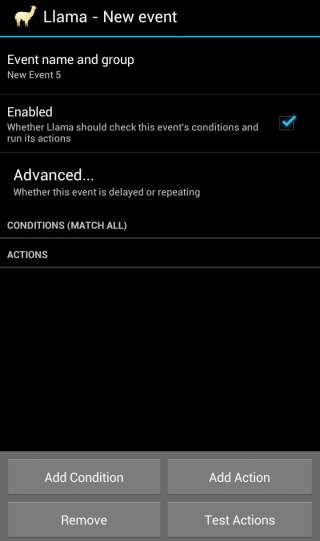 Llama - New event
Event name and group
New Event 5
Enabled
Whether Llama should check this event's conditions and
run its actions
Advanced...
Whether this event is delayed or repeating
CONDITIONS (MATCH ALL)
ACTIONS
Add Condition
Add Action
Remove
Test Actions